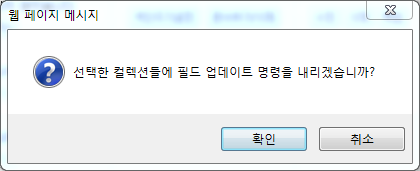 웹 페이지 메시지
선택한 컬렉션들에 필드 업데이트 명령을 내리겠습니까?
확인
취소